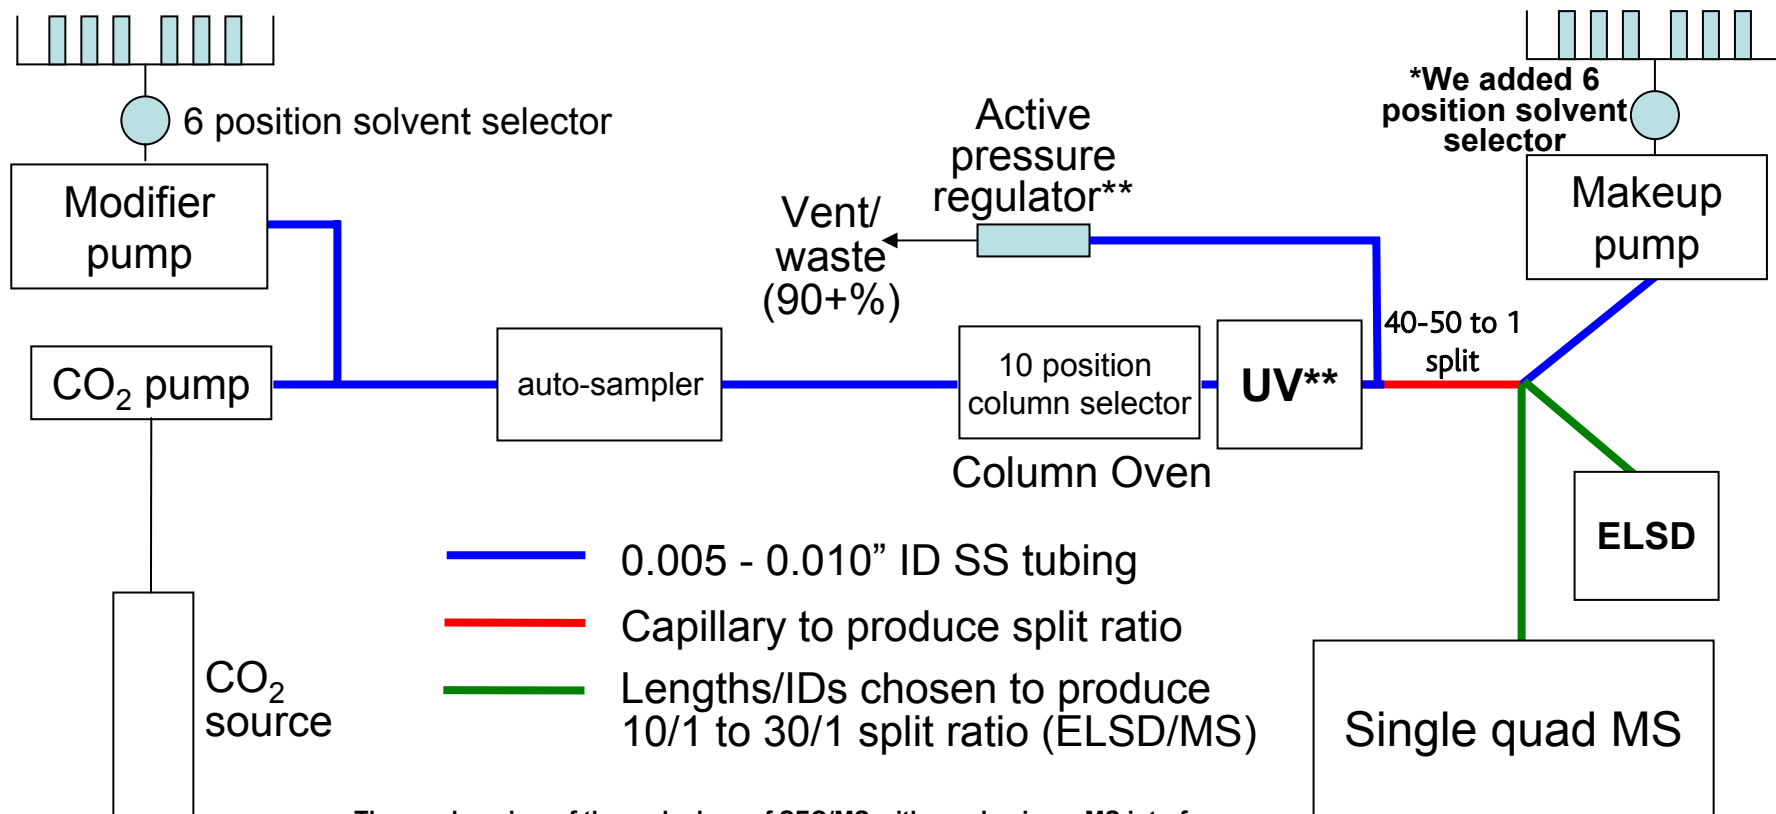 6 position solvent selector
*We added 6
position solvent
selector
Modifier
pump
Active
pressure
regulator**
Vent/
waste
(90+%)
Makeup
pump
CO2 pump
auto-sampler
10 position
column selector
Column Oven
UV**
40-50 to 1
split
ELSD
0.005 - 0.010” ID SS tubing
Capillary to produce split ratio
Lengths/IDs chosen to produce
10/1 to 30/1 split ratio (ELSD/MS)
CO2
source
Single quad MS